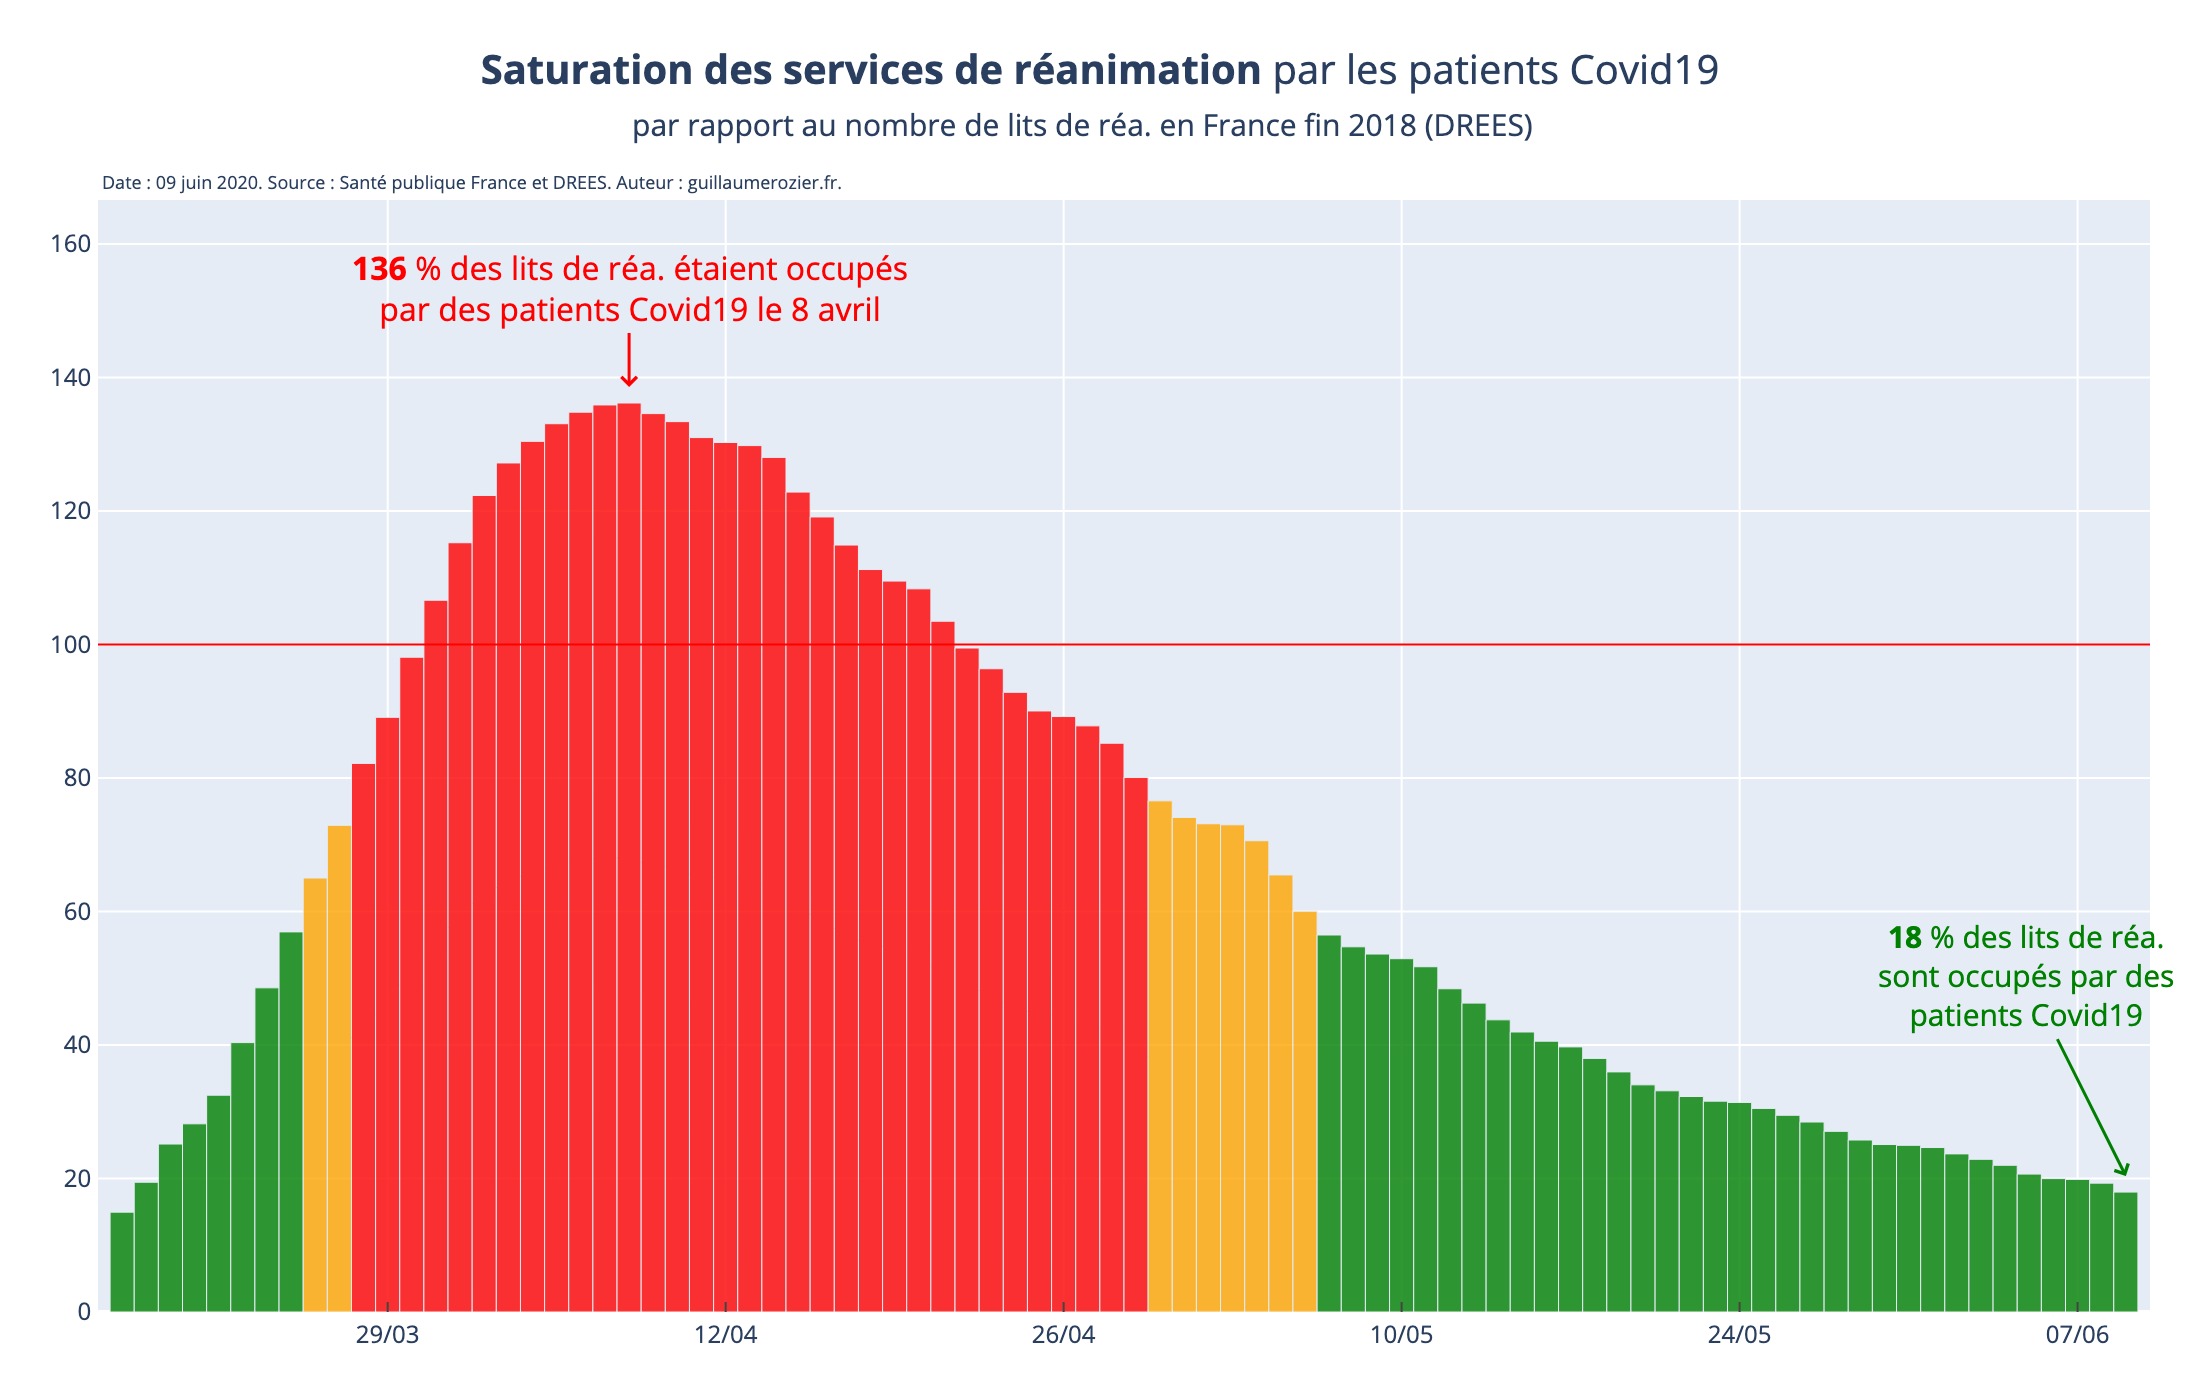 Saturation des services de réanimation par les patients Covid19
par rapport au nombre de lits de réa. en France fin 2018 (DREES)
Date : 09 juin 2020. Source : Santé publique France et DREES. Auteur : guillaumerozier.fr.
160
136 % des lits de réa. étaient occupés
par des patients Covid19 le 8 avril
140
120
100
80
60
18 % des lits de réa.
sont occupés par des
patients Covid19
40
20
0
29/03
12/04
26/04
10/05
24/05
07/06